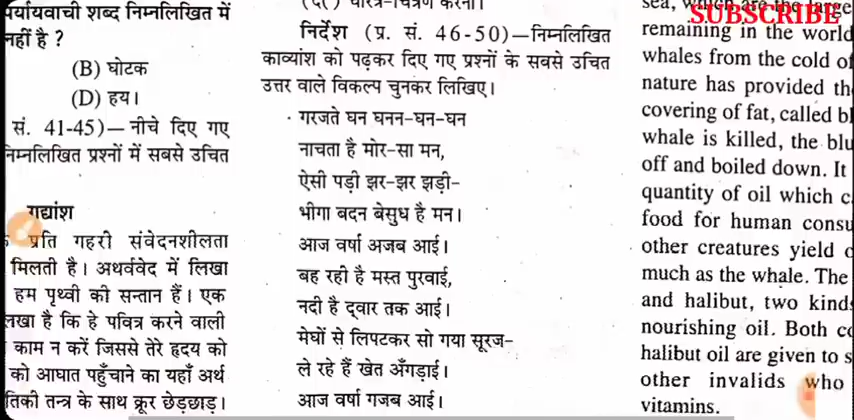 पर्यायवाची शब्द निम्नलिखित में
नहीं है ?
(B) घोटक
(D) हय।
सं. 41-45)— नीचे दिए गए
निम्नलिखित प्रश्नों में सबसे उचित
गद्यांश
प्रति गहरी संवेदनशीलता
मिलती है। अथर्ववेद में लिखा
हम पृथ्वी की सन्तान हैं। एक
लिखा है कि हे पवित्र करने वाली
काम न करें जिससे तेरे हृदय को
को आघात पहुँचाने का यहाँ अर्थ
तन्त्र के साथ क्रूर छेड़छाड़।
निर्देश (प्र. सं. 46-50)—निम्नलिखित
काव्यांश को पढ़कर दिए गए प्रश्नों के सबसे उचित
उत्तर वाले विकल्प चुनकर लिखिए।
गरजते घन घनन-घन-घन
नाचता है मोर-सा मन,
ऐसी पड़ी झर-झर झड़ी-
भीगा बदन बेसुध है मन।
आज वर्षा अजब आई।
बह रही है मस्त पुरवाई,
नदी है द्वार तक आई।
मेघों से लिपटकर सो गया सूरज-
ले रहे हैं खेत अँगड़ाई।
आज वर्षा गजब आई।
SUBSCRIBE
sea, which are the large
remaining in the world
whales from the cold of
nature has provided th
covering of fat, called bl
whale is killed, the blu
off and boiled down. It
quantity of oil which c
food for human consu
other creatures yield
much as the whale. The
and halibut, two kind
nourishing oil. Both co
halibut oil are given to s
other invalids who
vitamins.